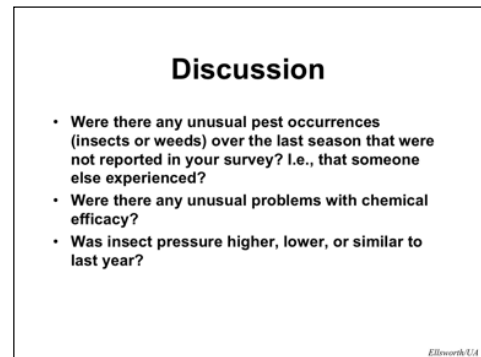 Discussion
• Were there any unusual pest occurrences
(insects or weeds) over the last season that were
not reported in your survey? I.e., that someone
else experienced?
• Were there any unusual problems with chemical
efficacy?
• Was insect pressure higher, lower, or similar to
last year?
Ellsworth/UA